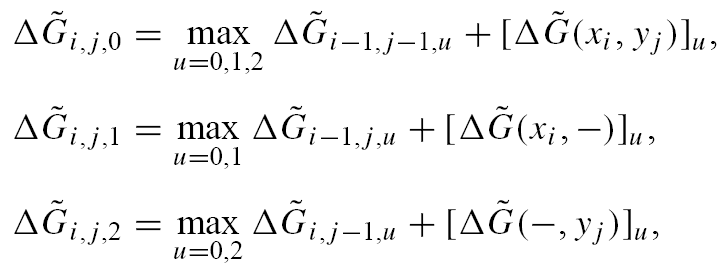 ΔG̃_{i,j,0} = max_{u=0,1,2} ΔG̃_{i−1,j−1,u} + [ΔG̃(x_i, y_j)]_u,
ΔG̃_{i,j,1} = max_{u=0,1} ΔG̃_{i−1,j,u} + [ΔG̃(x_i, −)]_u,
ΔG̃_{i,j,2} = max_{u=0,2} ΔG̃_{i,j−1,u} + [ΔG̃(−, y_j)]_u,